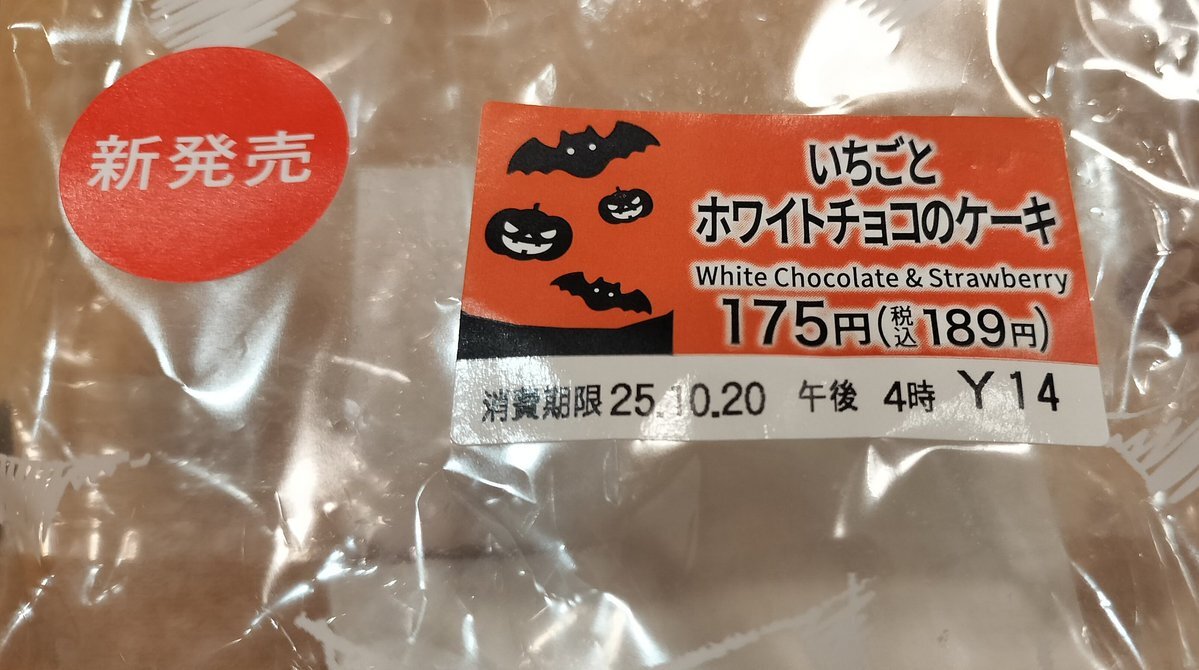 新発売
いちごと
ホワイトチョコのケーキ
White Chocolate & Strawberry
175円(税込189円)
消費期限 25.10.20 午後 4時 Y14